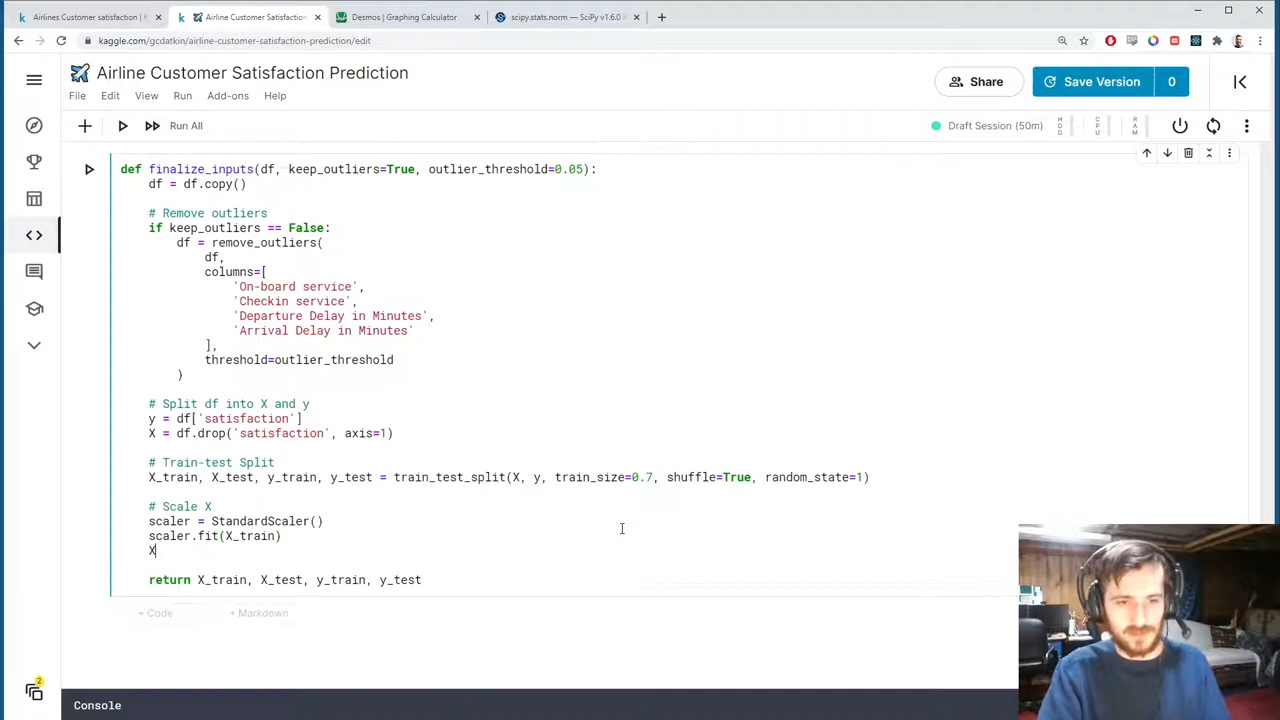 Airlines Customer satisfaction |
Airline Customer Satisfaction
Desmos | Graphing Calculator
scipy.stats.norm — SciPy v1.6.0
kaggle.com/gcdatkin/airline-customer-satisfaction-prediction/edit
Airline Customer Satisfaction Prediction
Share
Save Version
0
File Edit View Run Add-ons Help
Run All
Draft Session (50m)
HDD
CPU
RAM
def finalize_inputs(df, keep_outliers=True, outlier_threshold=0.05):
df = df.copy()
# Remove outliers
if keep_outliers == False:
df = remove_outliers(
df,
columns=[
'On-board service',
'Checkin service',
'Departure Delay in Minutes',
'Arrival Delay in Minutes'
],
threshold=outlier_threshold
)
# Split df into X and y
y = df['satisfaction']
X = df.drop('satisfaction', axis=1)
# Train-test Split
X_train, X_test, y_train, y_test = train_test_split(X, y, train_size=0.7, shuffle=True, random_state=1)
# Scale X
scaler = StandardScaler()
scaler.fit(X_train)
X
return X_train, X_test, y_train, y_test
+ Code
+ Markdown
2
Console